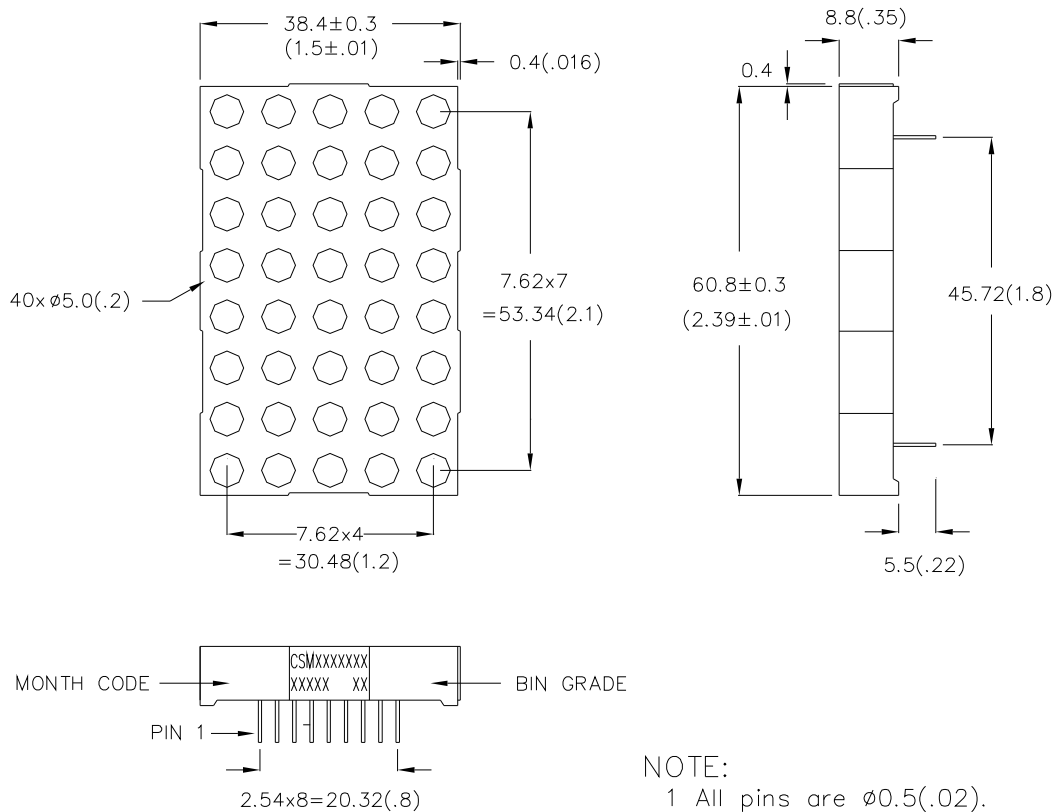 38.4±0.3
(1.5±.01)
0.4(.016)
8.8(.35)
0.4
40xø5.0(.2)
7.62x7
=53.34(2.1)
60.8±0.3
(2.39±.01)
45.72(1.8)
7.62x4
=30.48(1.2)
5.5(.22)
CSMXXXXXXX
XXXXX XX
MONTH CODE
BIN GRADE
PIN 1
2.54x8=20.32(.8)
NOTE:
1 All pins are ø0.5(.02).